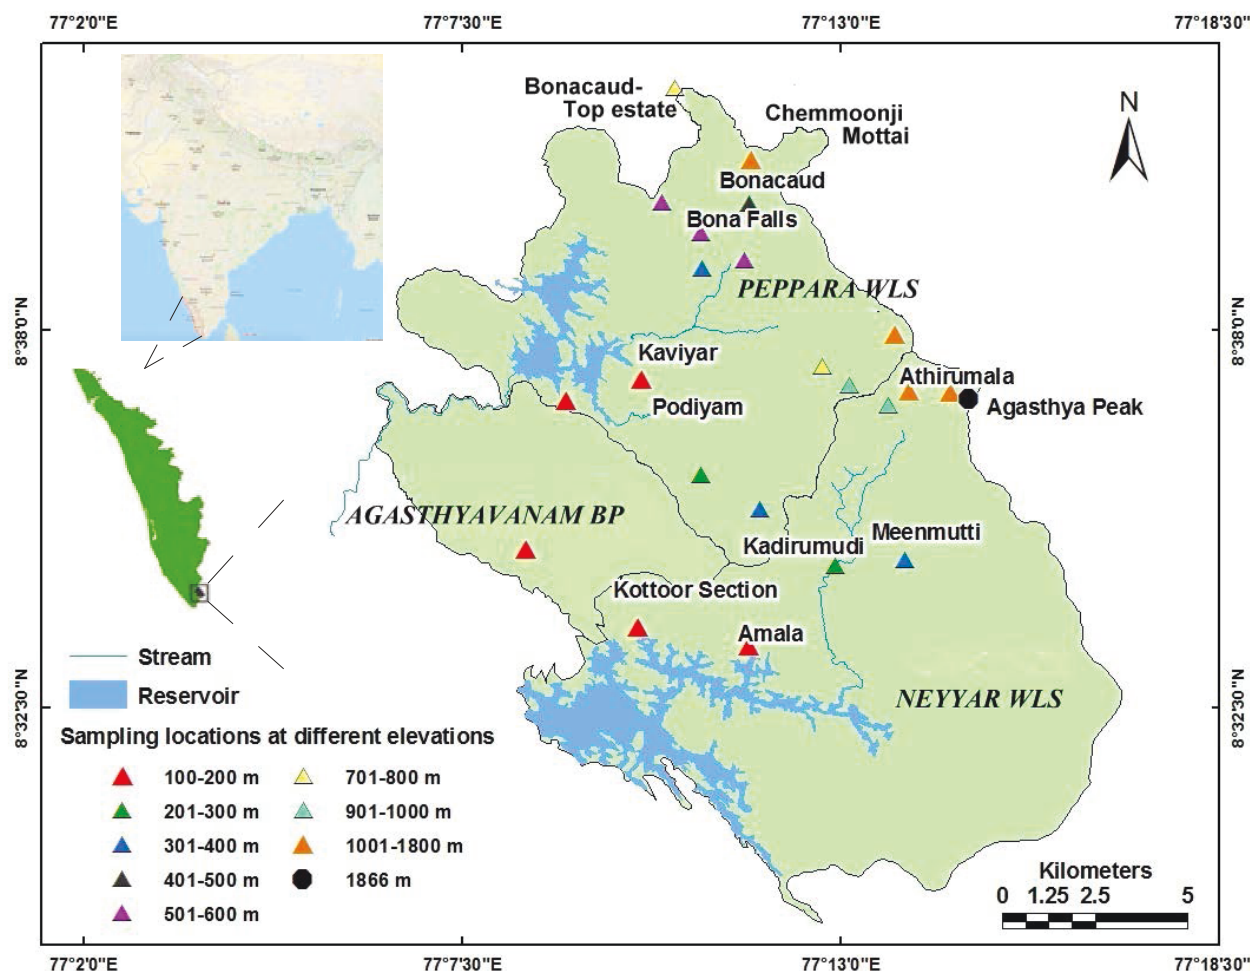 77°2'0"E 77°7'30"E 77°13'0"E 77°18'30"E
Bonacaud-
Top estate
Chemmoonji
Mottai
N
Bonacaud
Bona Falls
PEPPARA WLS
8°38'0"N
8°38'0"N
Kaviyar
Athirumala
Podiyam
Agasthya Peak
AGASTHYAVANAM BP
Meenmutti
Kadirumudi
Kottoor Section
Amala
Stream
Reservoir
NEYYAR WLS
8°32'30"N
8°32'30"N
Sampling locations at different elevations
100-200 m
201-300 m
301-400 m
401-500 m
501-600 m
701-800 m
901-1000 m
1001-1800 m
1866 m
Kilometers
0 1.25 2.5 5
77°2'0"E 77°7'30"E 77°13'0"E 77°18'30"E